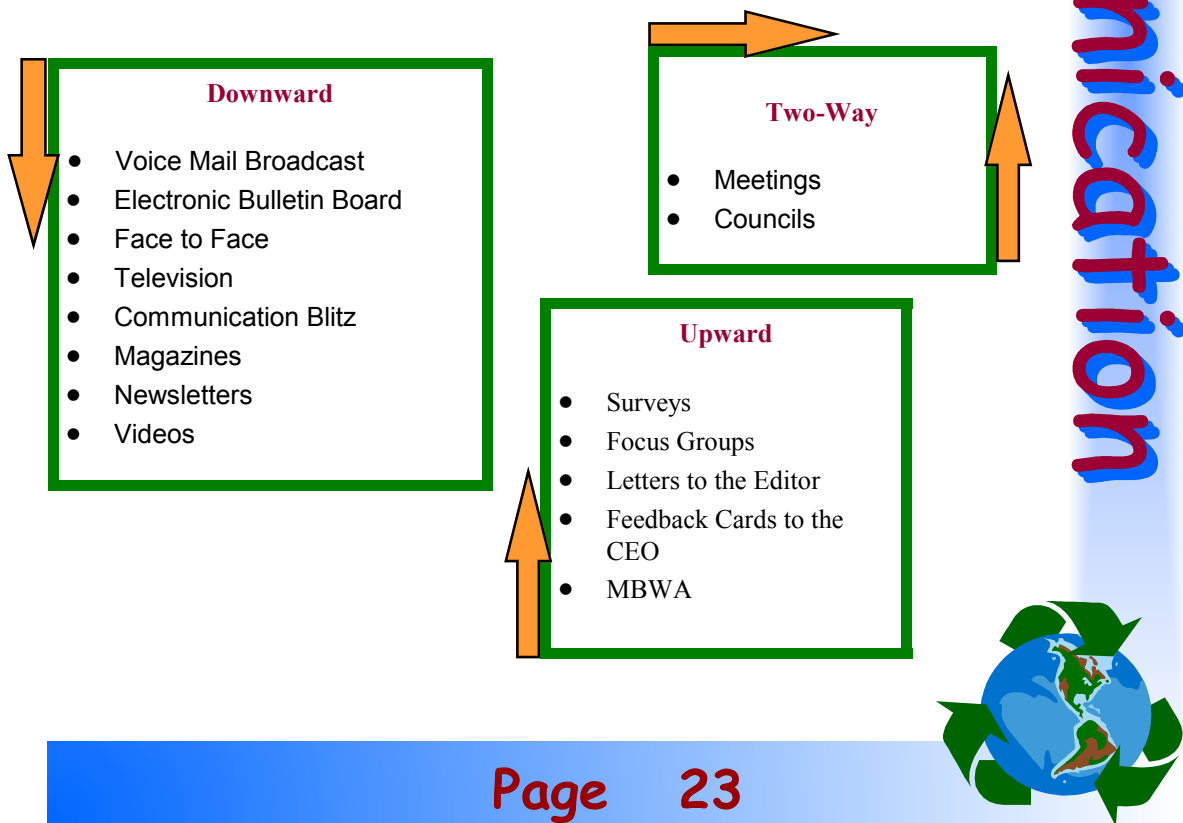 Downward
● Voice Mail Broadcast
● Electronic Bulletin Board
● Face to Face
● Television
● Communication Blitz
● Magazines
● Newsletters
● Videos
Two-Way
● Meetings
● Councils
Upward
● Surveys
● Focus Groups
● Letters to the Editor
● Feedback Cards to the
CEO
● MBWA
mication
Page 23